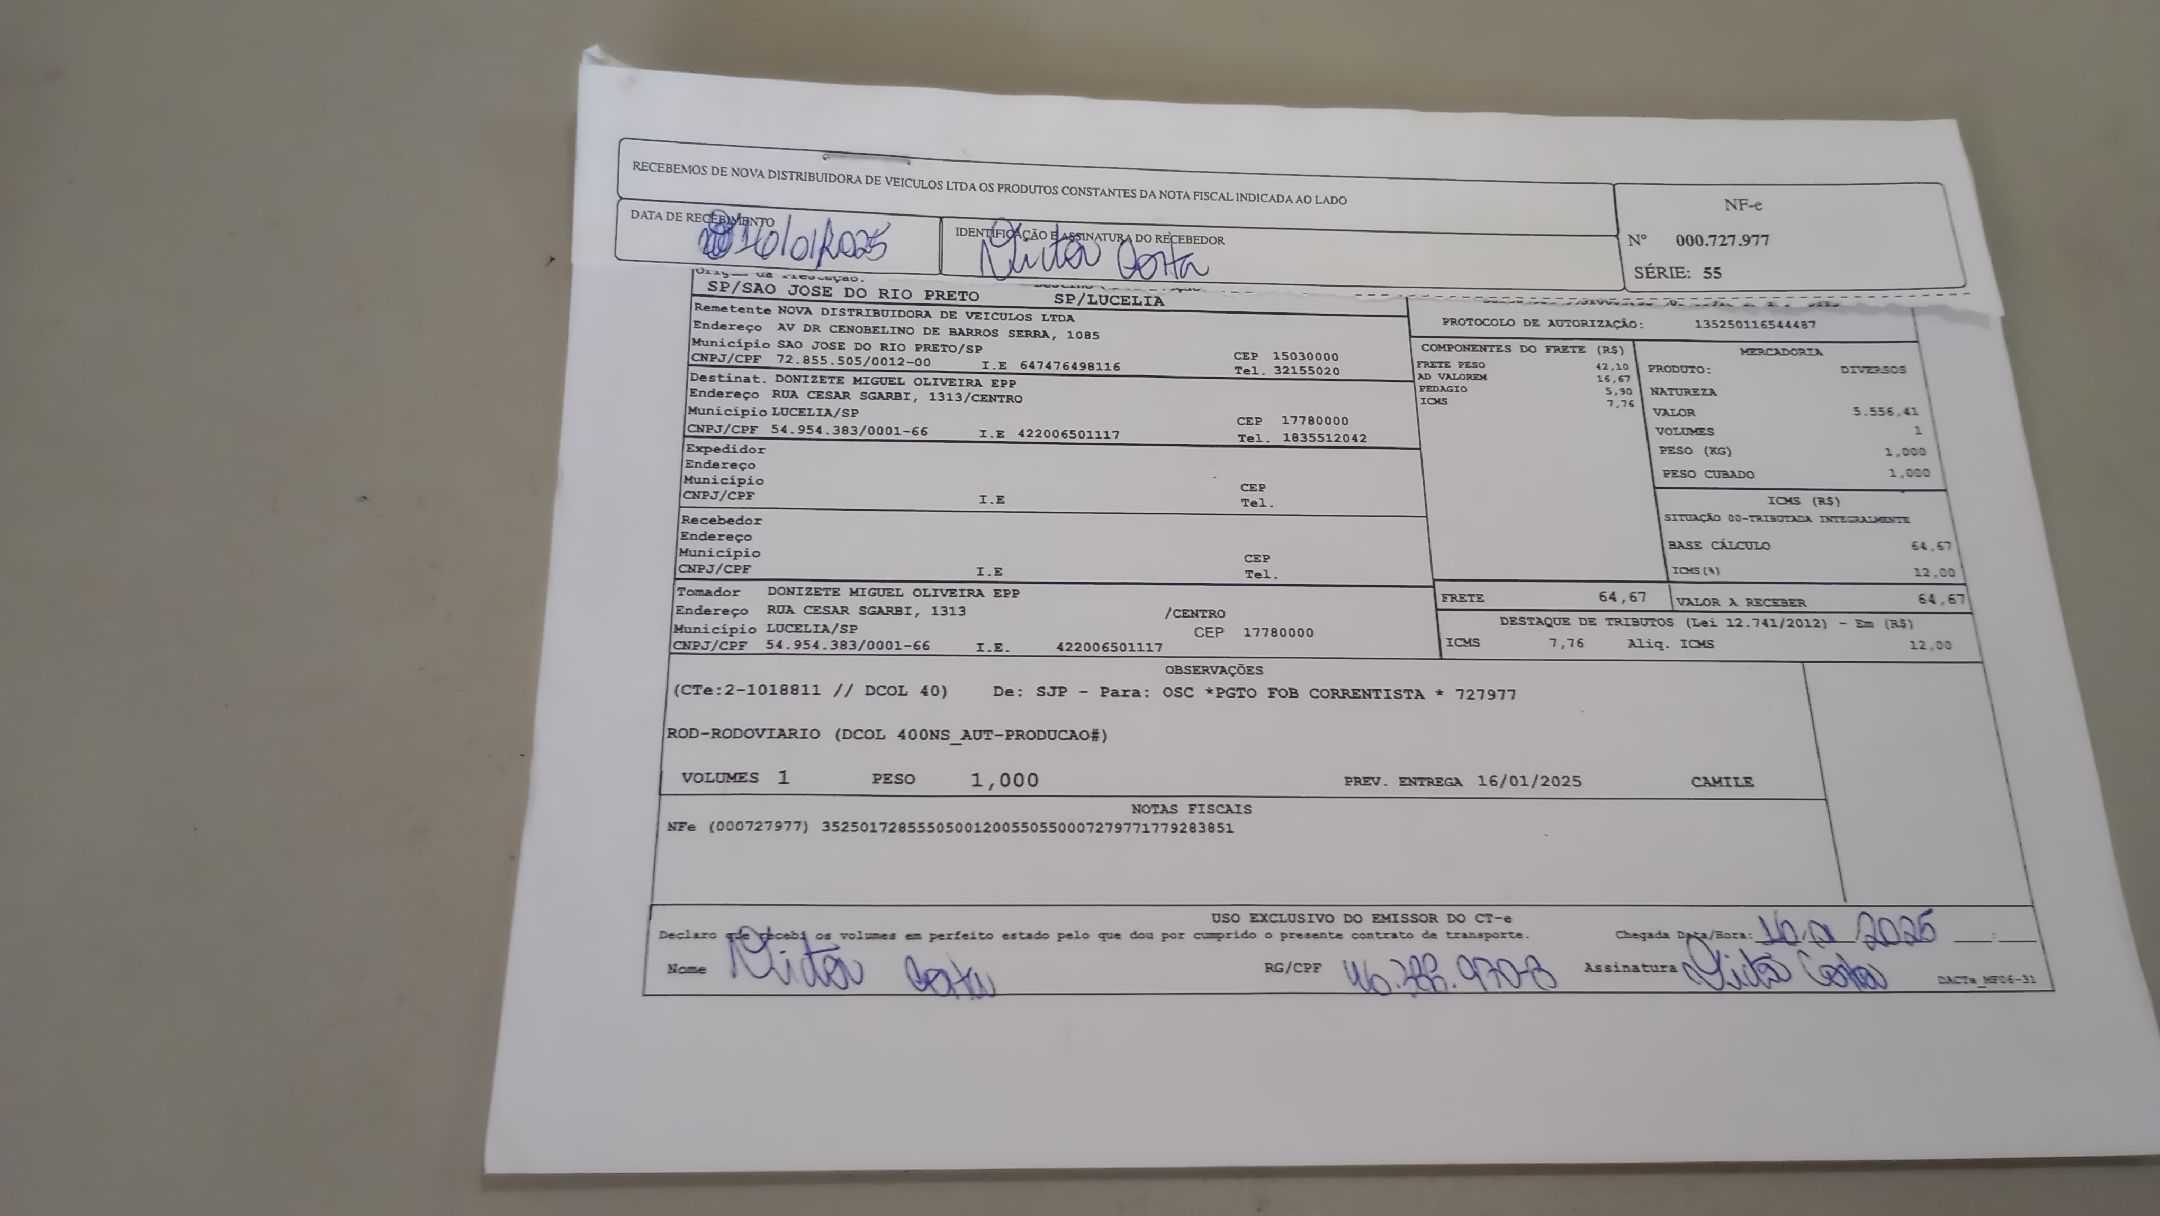 RECEBEMOS DE NOVA DISTRIBUIDORA DE VEICULOS LTDA OS PRODUTOS CONSTANTES DA NOTA FISCAL INDICADA AO LADO
DATA DE RECEBIMENTO
16/01/2025
IDENTIFICAÇÃO E ASSINATURA DO RECEBEDOR
Costa
NF-e
Nº 000.727.977
SÉRIE: 55
SP/SAO JOSE DO RIO PRETO SP/LUCELIA
Remetente NOVA DISTRIBUIDORA DE VEICULOS LTDA
Endereço AV DR CENOBELINO DE BARROS SERRA, 1085
Município SAO JOSE DO RIO PRETO/SP CEP 15030000
CNPJ/CPF 72.855.505/0012-00 I.E 647476498116 Tel. 32155020
Destinat. DONIZETE MIGUEL OLIVEIRA EPP
Endereço RUA CESAR SGARBI, 1313/CENTRO
Município LUCELIA/SP CEP 17780000
CNPJ/CPF 54.954.383/0001-66 I.E 422006501117 Tel. 1835512042
Expedidor
Endereço
Município CEP
CNPJ/CPF I.E Tel.
Recebedor
Endereço
Município CEP
CNPJ/CPF I.E Tel.
Tomador DONIZETE MIGUEL OLIVEIRA EPP
Endereço RUA CESAR SGARBI, 1313 /CENTRO
Município LUCELIA/SP CEP 17780000
CNPJ/CPF 54.954.383/0001-66 I.E. 422006501117
PROTOCOLO DE AUTORIZAÇÃO: 135250116544487
COMPONENTES DO FRETE (R$)
FRETE PESO 42,10
AD VALOREM 16,67
PEDAGIO 5,90
ICMS 7,76
MERCADORIA
PRODUTO: DIVERSOS
NATUREZA
VALOR 5.556,41
VOLUMES 1
PESO (KG) 1,000
PESO CUBADO 1,000
ICMS (R$)
SITUAÇÃO 00-TRIBUTADA INTEGRALMENTE
BASE CÁLCULO 64,67
ICMS(%) 12,00
FRETE 64,67 VALOR A RECEBER 64,67
DESTAQUE DE TRIBUTOS (Lei 12.741/2012) - Em (R$)
ICMS 7,76 Aliq. ICMS 12,00
OBSERVAÇÕES
(CTe:2-1018811 // DCOL 40) De: SJP - Para: OSC *PGTO FOB CORRENTISTA * 727977
ROD-RODOVIARIO (DCOL 400NS_AUT-PRODUCAO#)
VOLUMES 1 PESO 1,000 PREV. ENTREGA 16/01/2025 CAMILE
NOTAS FISCAIS
NFe (000727977) 35250172855505001200550550007279771779283851
USO EXCLUSIVO DO EMISSOR DO CT-e
Declaro que recebi os volumes em perfeito estado pelo que dou por cumprido o presente contrato de transporte. Chegada Data/Hora: 16 01 2025 __:__
Nome Costa RG/CPF Assinatura Costa DACTe_MF06-31